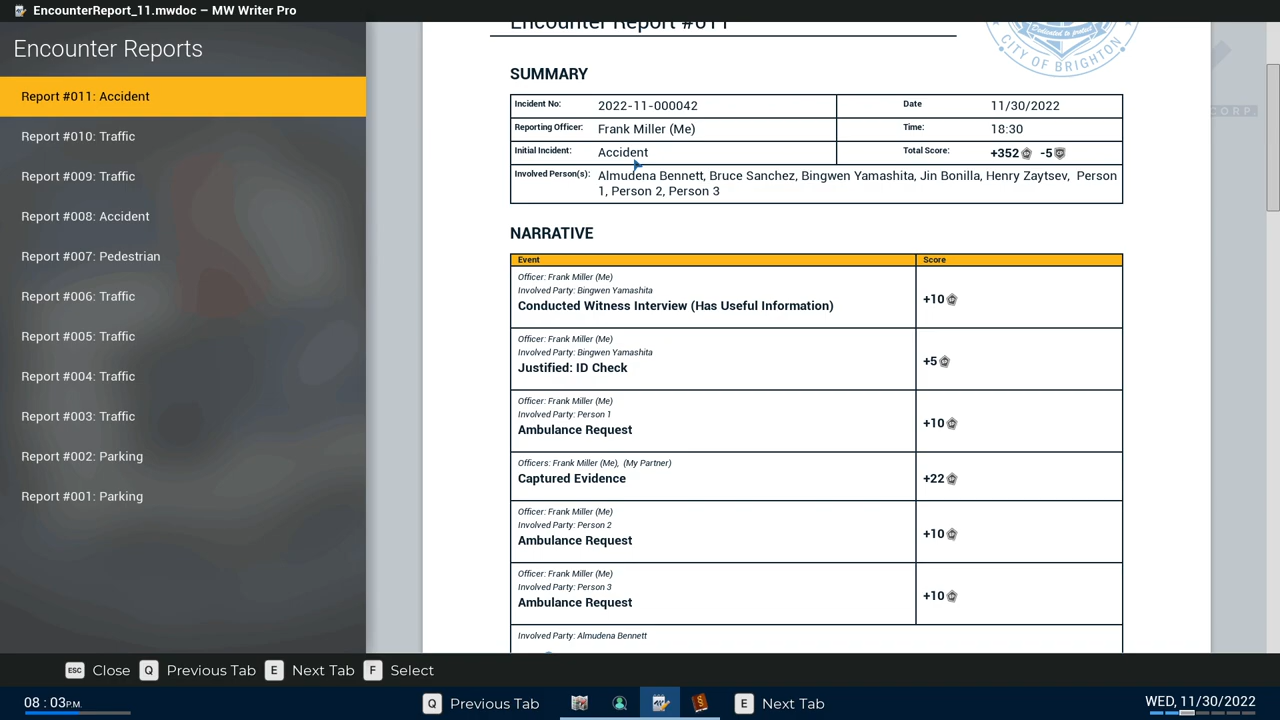 EncounterReport_11.mwdoc – MW Writer Pro
Encounter Reports
Report #011: Accident
Report #010: Traffic
Report #009: Traffic
Report #008: Accident
Report #007: Pedestrian
Report #006: Traffic
Report #005: Traffic
Report #004: Traffic
Report #003: Traffic
Report #002: Parking
Report #001: Parking
Encounter Report #011
Dedicated to protect
CITY OF BRIGHTON
CORP.
SUMMARY
Incident No: 2022-11-000042 Date 11/30/2022
Reporting Officer: Frank Miller (Me) Time: 18:30
Initial Incident: Accident Total Score: +352 -5
Involved Person(s): Almudena Bennett, Bruce Sanchez, Bingwen Yamashita, Jin Bonilla, Henry Zaytsev, Person
1, Person 2, Person 3
NARRATIVE
Event Score
Officer: Frank Miller (Me)
Involved Party: Bingwen Yamashita
Conducted Witness Interview (Has Useful Information) +10
Officer: Frank Miller (Me)
Involved Party: Bingwen Yamashita
Justified: ID Check +5
Officer: Frank Miller (Me)
Involved Party: Person 1
Ambulance Request +10
Officers: Frank Miller (Me), (My Partner)
Captured Evidence +22
Officer: Frank Miller (Me)
Involved Party: Person 2
Ambulance Request +10
Officer: Frank Miller (Me)
Involved Party: Person 3
Ambulance Request +10
Involved Party: Almudena Bennett
ESC Close Q Previous Tab E Next Tab F Select
08 : 03 P.M. Q Previous Tab E Next Tab WED, 11/30/2022